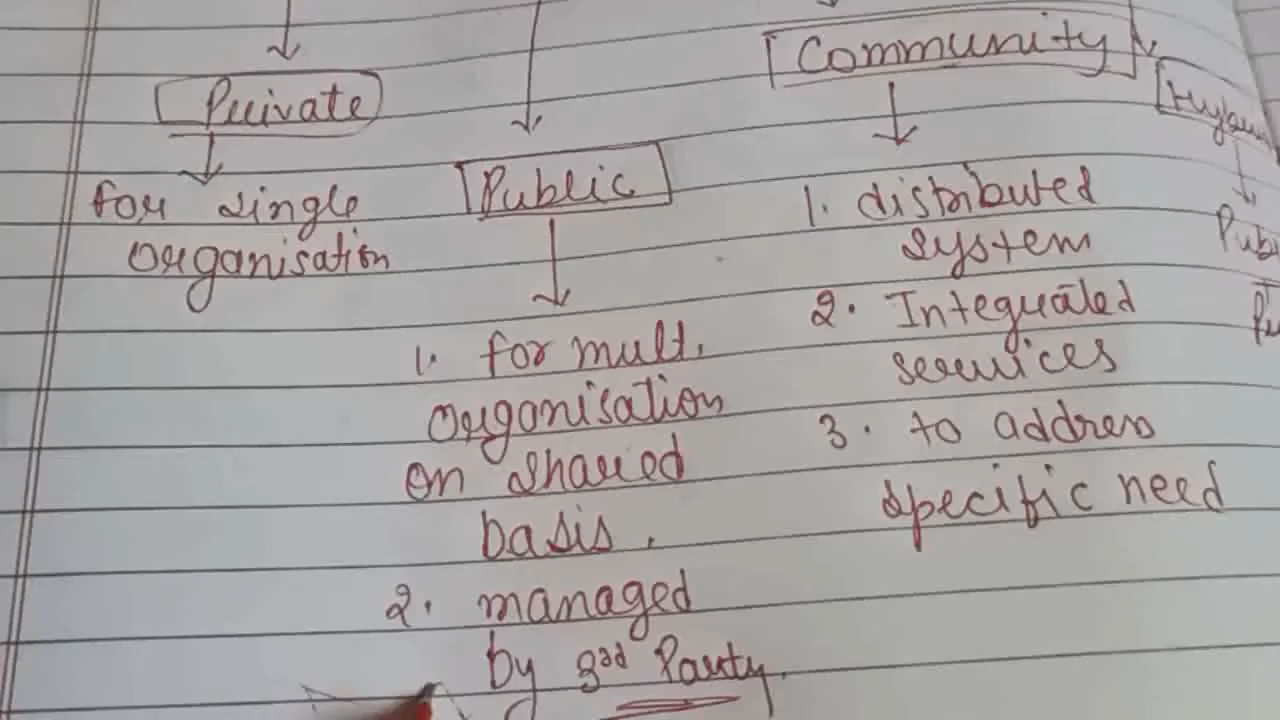 Private
for single
organisation
Public
1. for mult.
organisation
on shared
basis.
2. managed
by 3rd Party.
Community
1. distributed
system
2. Integrated
services
3. to address
specific need
Pub